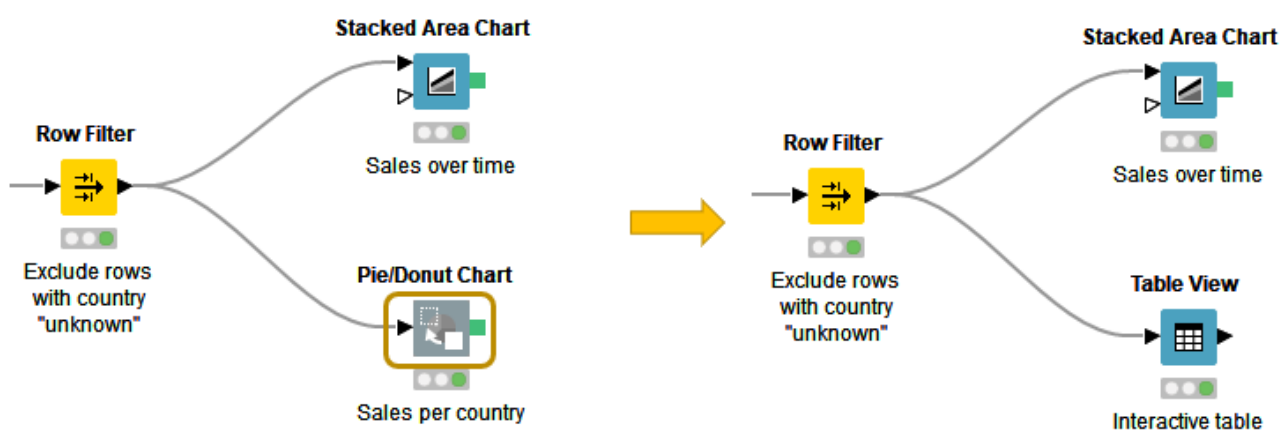 Stacked Area Chart
Sales over time
Row Filter
Exclude rows
with country
"unknown"
Pie/Donut Chart
Sales per country
Stacked Area Chart
Sales over time
Row Filter
Exclude rows
with country
"unknown"
Table View
Interactive table